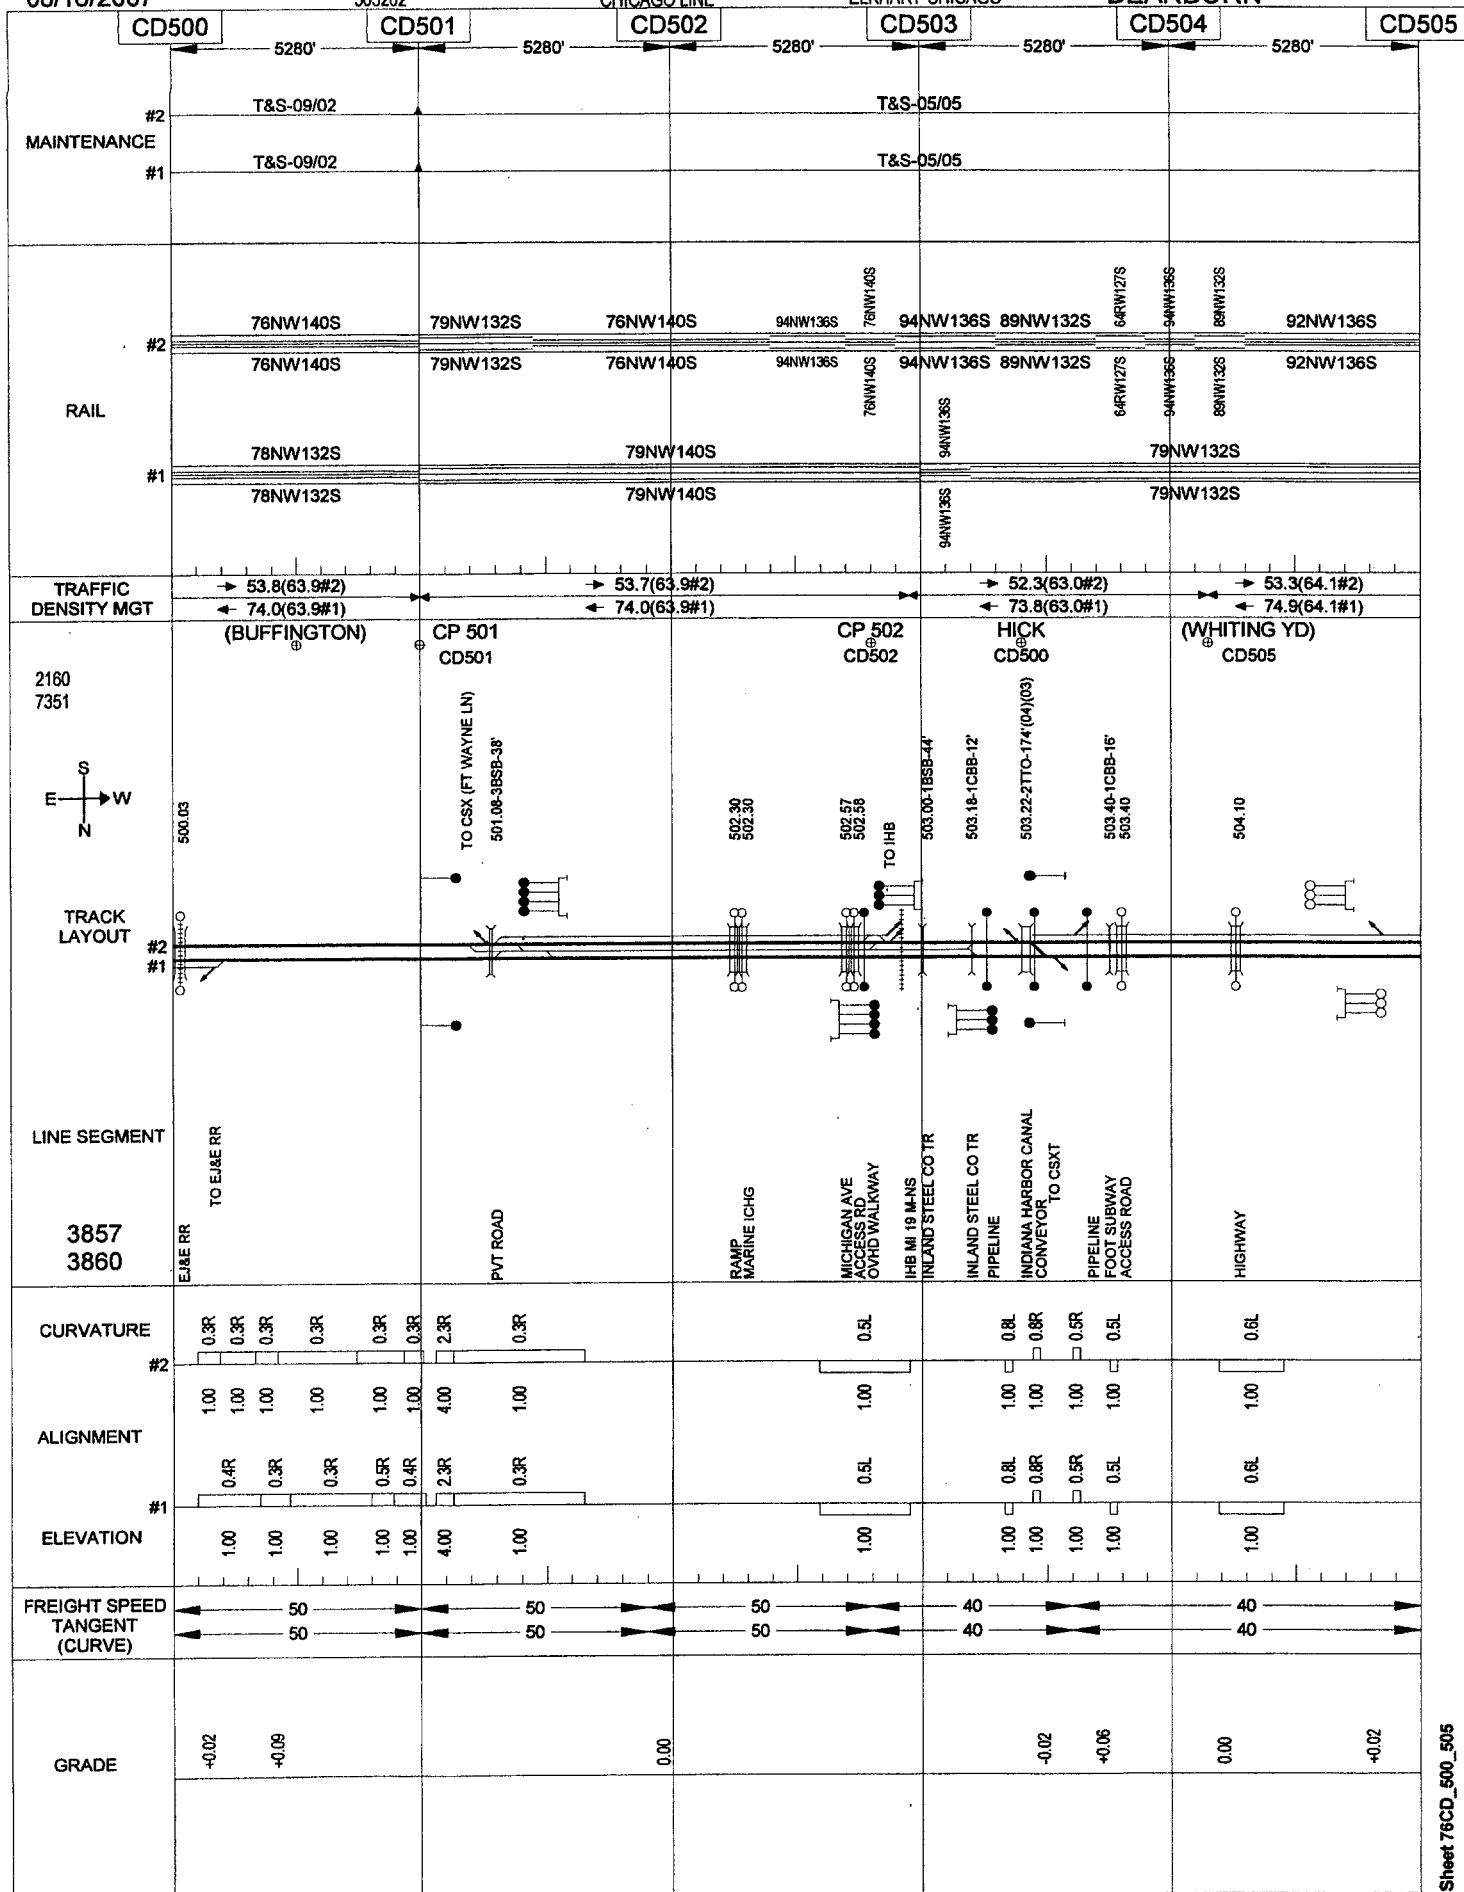 CHICAGO LINE
DEARBORN
CD500 CD501 CD502 CD503 CD504 CD505
5280' 5280' 5280' 5280' 5280'
T&S-09/02 T&S-05/05
#2
MAINTENANCE
T&S-09/02 T&S-05/05
#1
76NW140S 79NW132S 76NW140S 94NW136S 76NW140S 94NW136S 89NW132S 64RW127S 94NW136S 89NW132S 92NW136S
#2
76NW140S 79NW132S 76NW140S 94NW136S 76NW140S 94NW136S 89NW132S 64RW127S 94NW136S 89NW132S 92NW136S
RAIL
78NW132S 79NW140S 94NW136S 79NW132S
#1
78NW132S 79NW140S 94NW136S 79NW132S
TRAFFIC
DENSITY MGT
→ 53.8(63.9#2) → 53.7(63.9#2) → 52.3(63.0#2) → 53.3(64.1#2)
← 74.0(63.9#1) ← 74.0(63.9#1) ← 73.8(63.0#1) ← 74.9(64.1#1)
(BUFFINGTON) CP 501 CP 502 HICK (WHITING YD)
CD501 CD502 CD500 CD505
2160
7351
S
E W
N
500.03
TO CSX (FT WAYNE LN)
501.08-3BSB-38'
502.30
502.30
502.57
502.58
TO IHB
503.00-1BSB-44'
503.18-1CBB-12'
503.22-2TTO-174'(04)(03)
503.40-1CBB-16'
503.40
504.10
TRACK
LAYOUT
#2
#1
LINE SEGMENT
3857
3860
EJ&E RR
TO EJ&E RR
PVT ROAD
RAMP
MARINE ICHG
MICHIGAN AVE
ACCESS RD
OVHD WALKWAY
IHB MI 19 M-NS
INLAND STEEL CO TR
INLAND STEEL CO TR
PIPELINE
INDIANA HARBOR CANAL
CONVEYOR
TO CSXT
PIPELINE
FOOT SUBWAY
ACCESS ROAD
HIGHWAY
CURVATURE
0.3R 0.3R 0.3R 0.3R 0.3R 0.3R 2.3R 0.3R 0.5L 0.8L 0.8R 0.5R 0.5L 0.6L
#2
1.00 1.00 1.00 1.00 1.00 1.00 4.00 1.00 1.00 1.00 1.00 1.00 1.00 1.00
ALIGNMENT
0.4R 0.3R 0.3R 0.5R 0.4R 2.3R 0.3R 0.5L 0.8L 0.8R 0.5R 0.5L 0.6L
#1
ELEVATION
1.00 1.00 1.00 1.00 1.00 4.00 1.00 1.00 1.00 1.00 1.00 1.00 1.00
FREIGHT SPEED
TANGENT
(CURVE)
50 50 50 40 40
50 50 50 40 40
GRADE
+0.02 +0.09 0.00 -0.02 +0.06 0.00 +0.02
Sheet 76CD_500_505